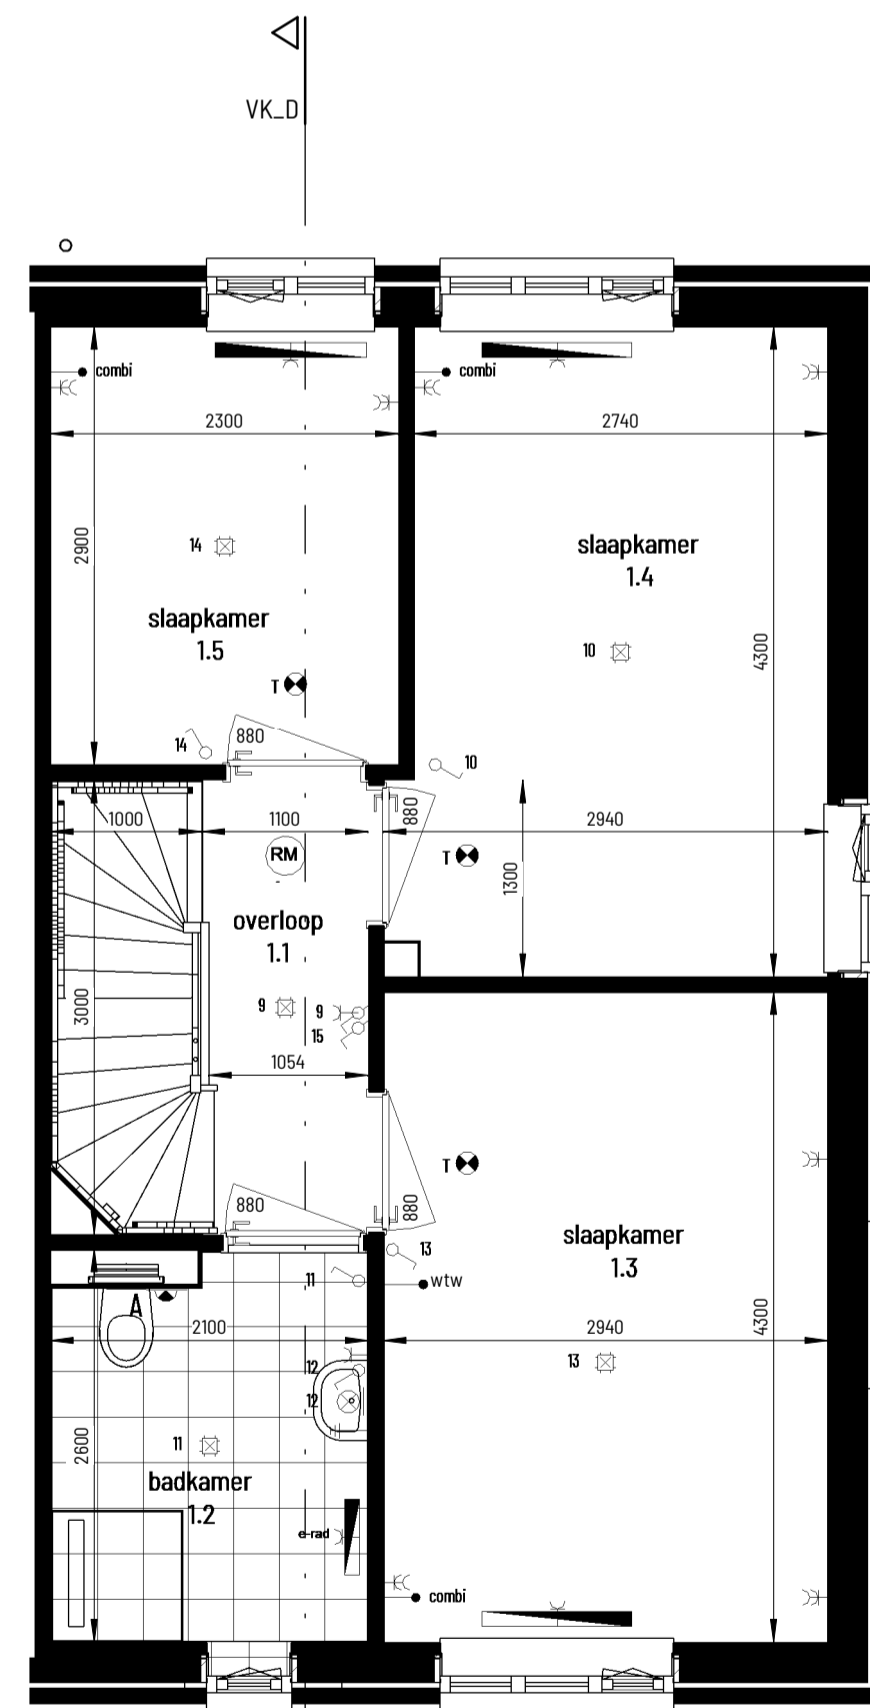 VK_D
combi
combi
2300
2740
2900
14
slaapkamer
1.4
slaapkamer
1.5
10
4300
T
14
880
10
1000
1100
880
2940
RM
T
1300
overloop
1.1
3000
9
9
15
1054
T
880
880
13
slaapkamer
1.3
11
wtw
A
2100
2940
4300
12
13
12
2600
11
badkamer
1.2
e-rad
combi